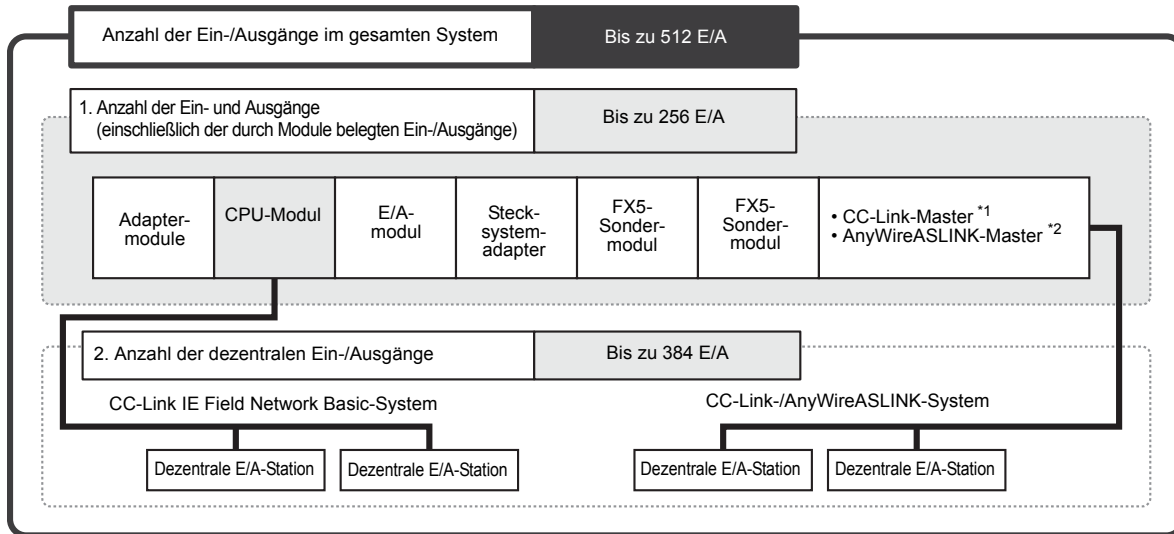 Anzahl der Ein-/Ausgänge im gesamten System
Bis zu 512 E/A
1. Anzahl der Ein- und Ausgänge
(einschließlich der durch Module belegten Ein-/Ausgänge)
Bis zu 256 E/A
Adapter-
module
CPU-Modul
E/A-
modul
Steck-
system-
adapter
FX5-
Sonder-
modul
FX5-
Sonder-
modul
• CC-Link-Master *1
• AnyWireASLINK-Master *2
2. Anzahl der dezentralen Ein-/Ausgänge
Bis zu 384 E/A
CC-Link IE Field Network Basic-System
CC-Link-/AnyWireASLINK-System
Dezentrale E/A-Station
Dezentrale E/A-Station
Dezentrale E/A-Station
Dezentrale E/A-Station